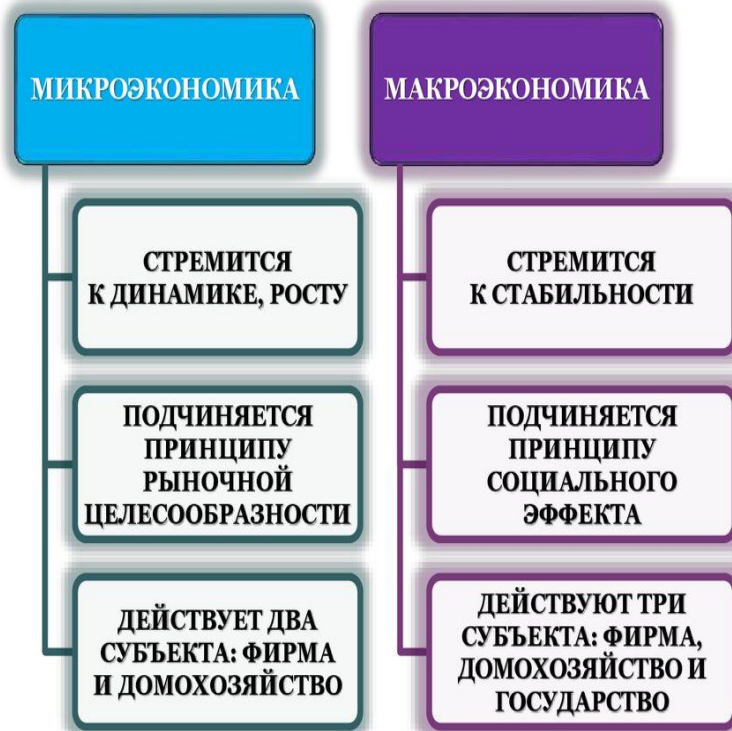 МИКРОЭКОНОМИКА
СТРЕМИТСЯ
К ДИНАМИКЕ, РОСТУ
ПОДЧИНЯЕТСЯ
ПРИНЦИПУ
РЫНОЧНОЙ
ЦЕЛЕСООБРАЗНОСТИ
ДЕЙСТВУЕТ ДВА
СУБЪЕКТА: ФИРМА
И ДОМОХОЗЯЙСТВО
МАКРОЭКОНОМИКА
СТРЕМИТСЯ
К СТАБИЛЬНОСТИ
ПОДЧИНЯЕТСЯ
ПРИНЦИПУ
СОЦИАЛЬНОГО
ЭФФЕКТА
ДЕЙСТВУЮТ ТРИ
СУБЪЕКТА: ФИРМА,
ДОМОХОЗЯЙСТВО И
ГОСУДАРСТВО